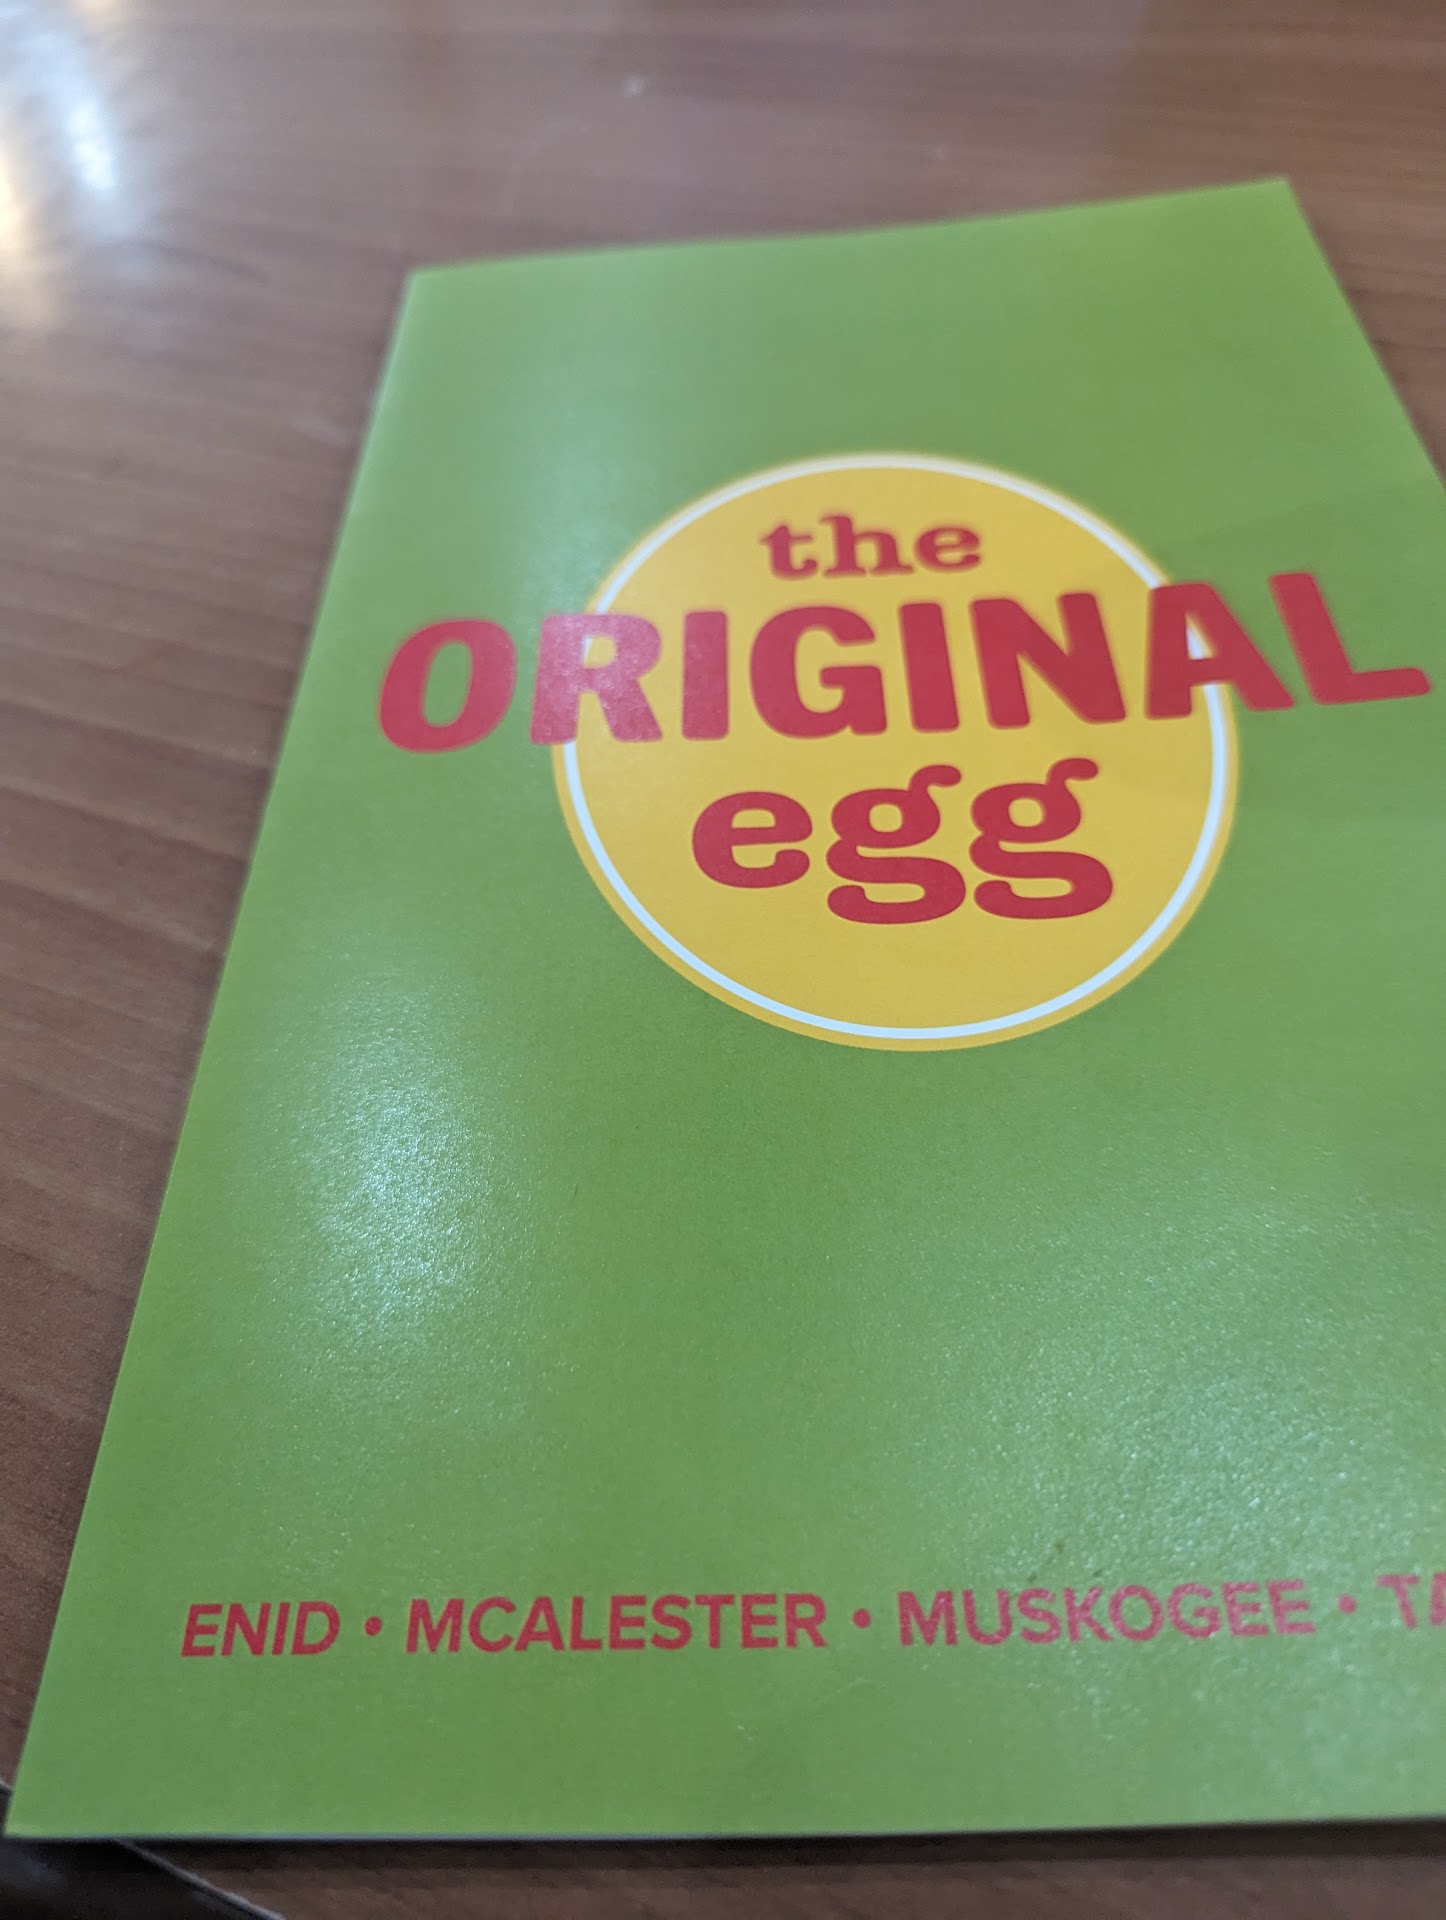 the
ORIGINAL
egg
ENID • MCALESTER • MUSKOGEE •